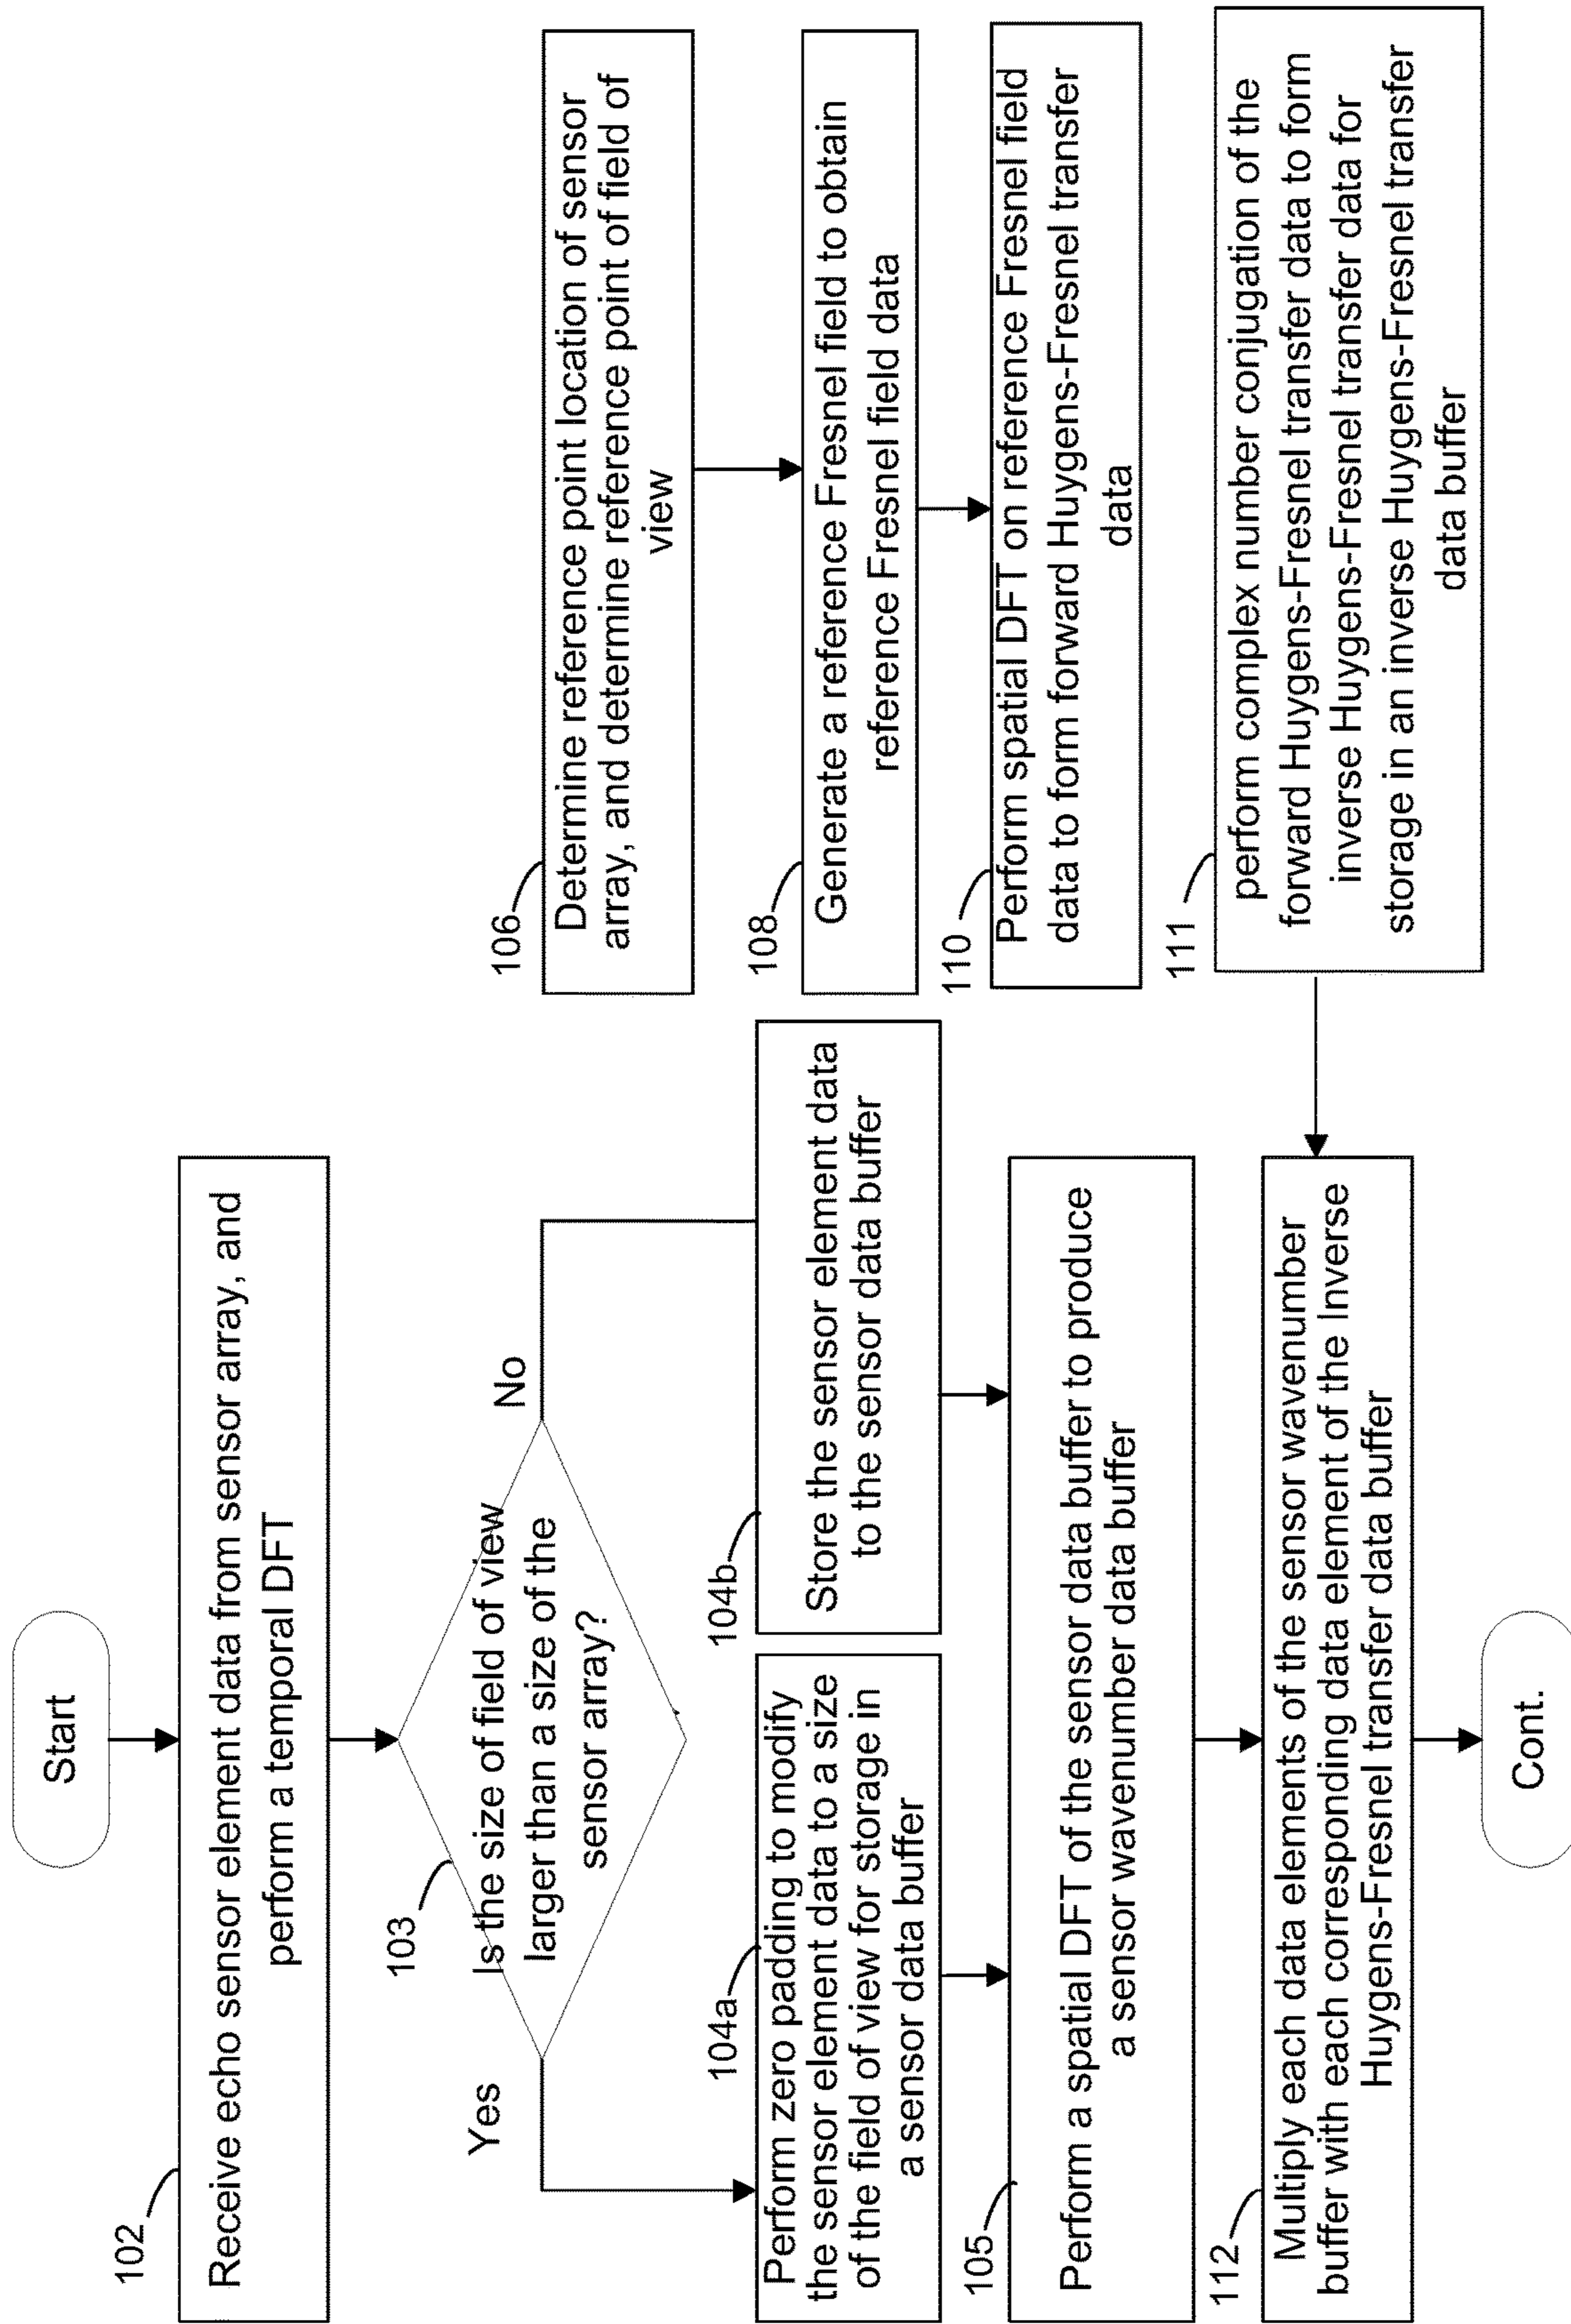 Start
102
Receive echo sensor element data from sensor array, and
perform a temporal DFT
103
Is the size of field of view
larger than a size of the
sensor array?
Yes
No
104a
Perform zero padding to modify
the sensor element data to a size
of the field of view for storage in
a sensor data buffer
104b
Store the sensor element data
to the sensor data buffer
105
Perform a spatial DFT of the sensor data buffer to produce
a sensor wavenumber data buffer
106
Determine reference point location of sensor
array, and determine reference point of field of
view
108
Generate a reference Fresnel field to obtain
reference Fresnel field data
110
Perform spatial DFT on reference Fresnel field
data to form forward Huygens-Fresnel transfer
data
111
perform complex number conjugation of the
forward Huygens-Fresnel transfer data to form
inverse Huygens-Fresnel transfer data for
storage in an inverse Huygens-Fresnel transfer
data buffer
112
Multiply each data elements of the sensor wavenumber
buffer with each corresponding data element of the Inverse
Huygens-Fresnel transfer data buffer
Cont.